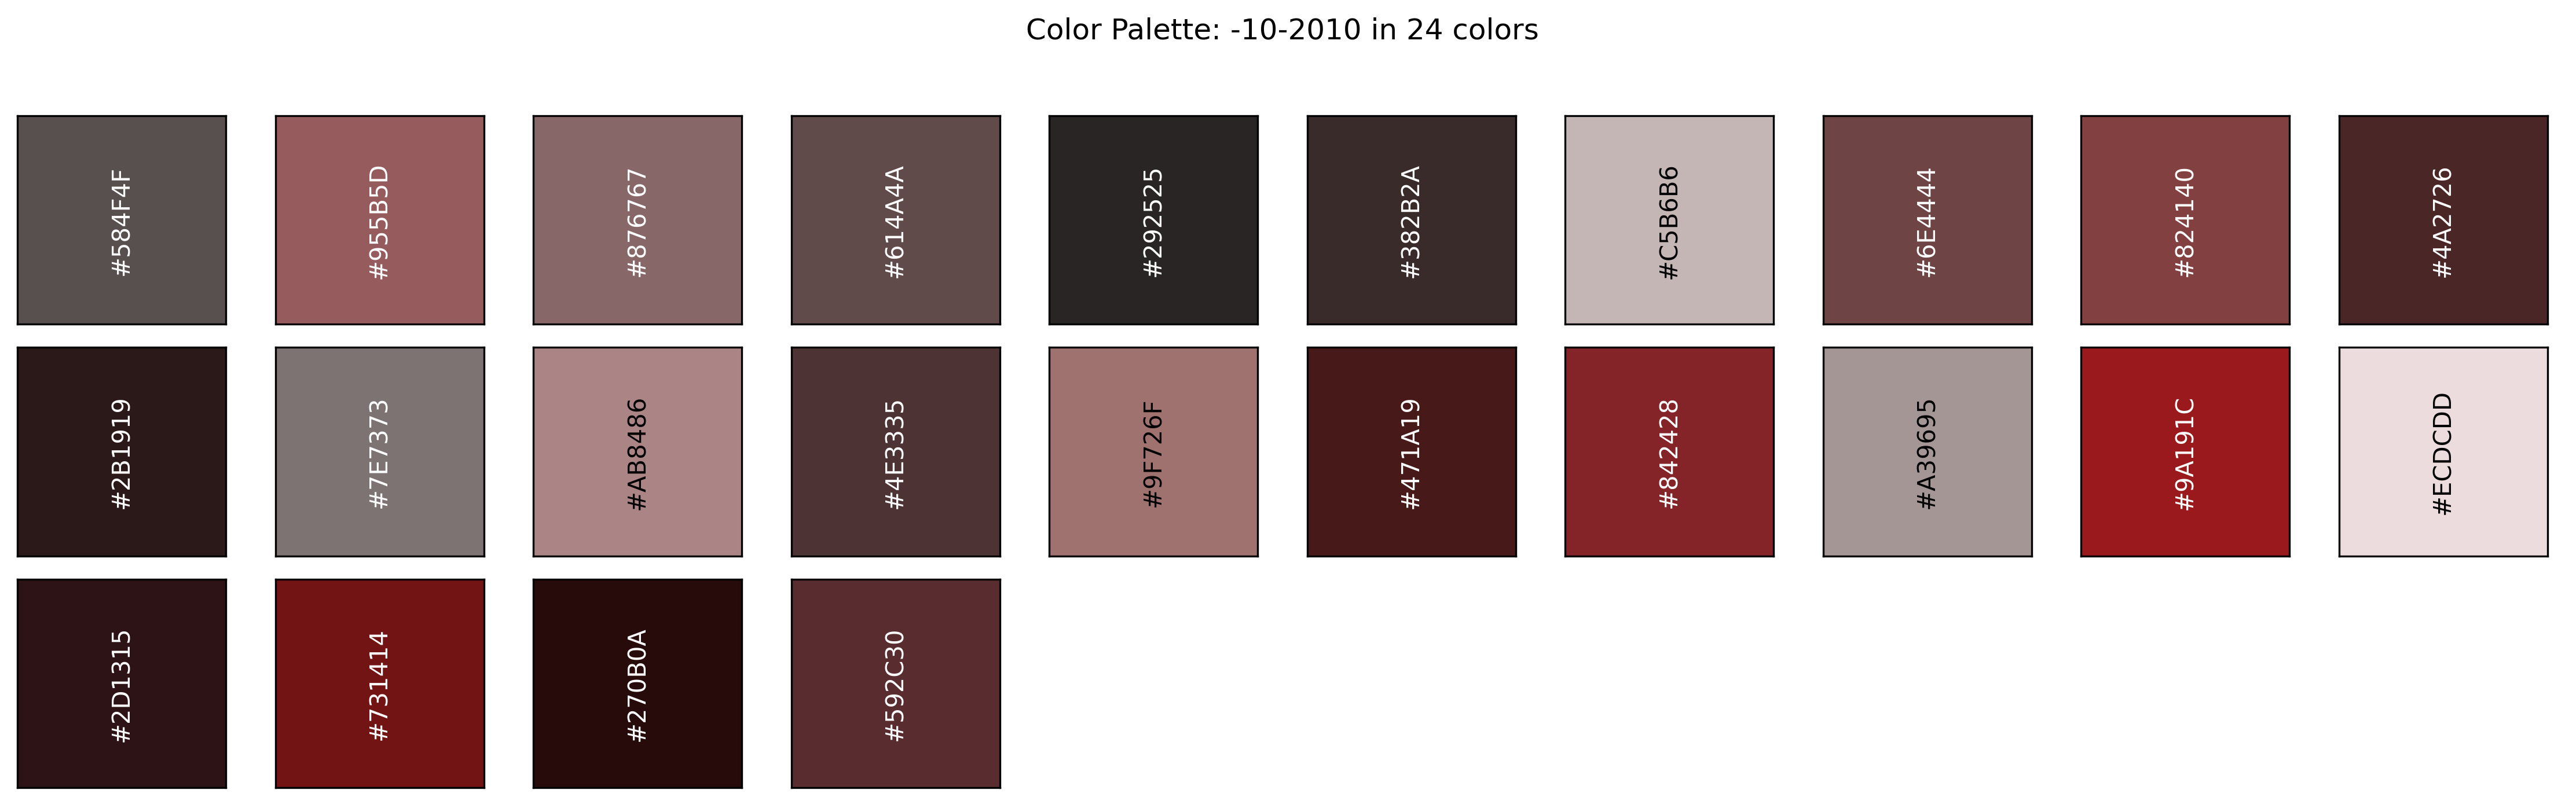 Color Palette: -10-2010 in 24 colors
#584F4F
#955B5D
#876767
#614A4A
#292525
#382B2A
#C5B6B6
#6E4444
#824140
#4A2726
#2B1919
#7E7373
#AB8486
#4E3335
#9F726F
#471A19
#842428
#A39695
#9A191C
#ECDCDD
#2D1315
#731414
#270B0A
#592C30